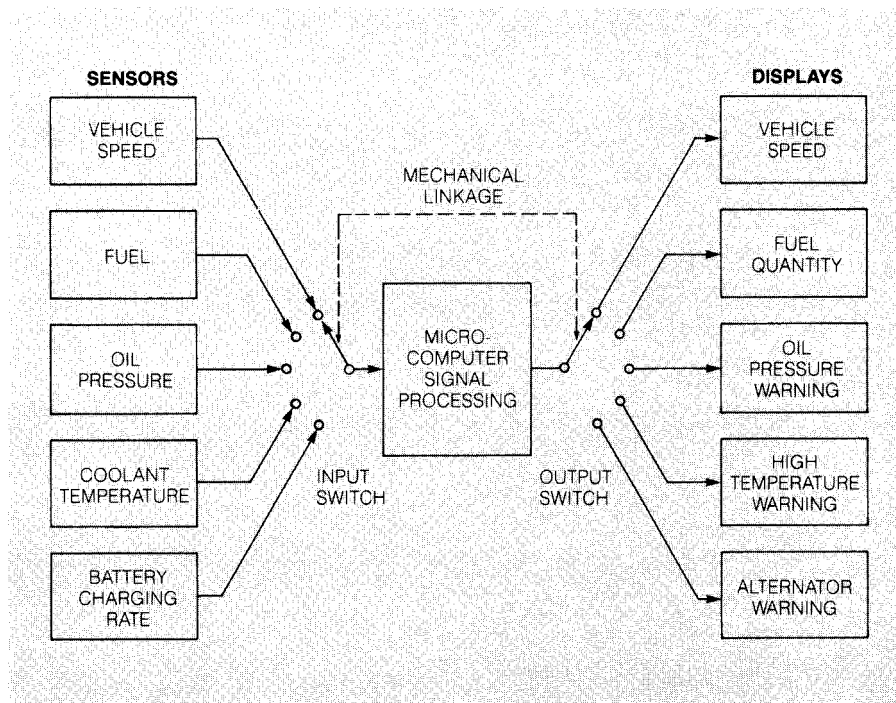 SENSORS
VEHICLE
SPEED
FUEL
OIL
PRESSURE
COOLANT
TEMPERATURE
BATTERY
CHARGING
RATE
MECHANICAL
LINKAGE
MICRO-
COMPUTER
SIGNAL
PROCESSING
INPUT
SWITCH
OUTPUT
SWITCH
DISPLAYS
VEHICLE
SPEED
FUEL
QUANTITY
OIL
PRESSURE
WARNING
HIGH
TEMPERATURE
WARNING
ALTERNATOR
WARNING